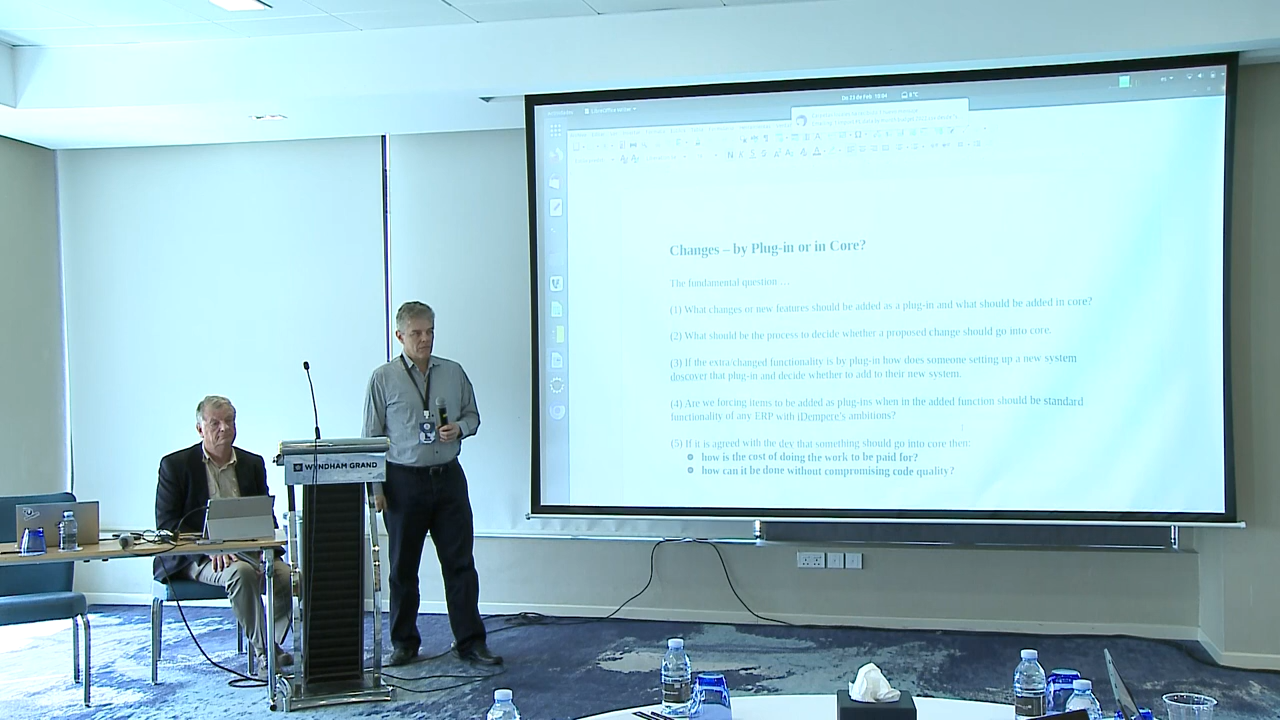 Changes – by Plug-in or in Core?
The fundamental question …
(1) What changes or new features should be added as a plug-in and what should be added in core?
(2) What should be the process to decide whether a proposed change should go into core.
(3) If the extra/changed functionality is by plug-in how does someone setting up a new system
doscover that plug-in and decide whether to add to their new system.
(4) Are we forcing items to be added as plug-ins when in the added function should be standard
functionality of any ERP with iDempere's ambitions?
(5) If it is agreed with the dev that something should go into core then:
how is the cost of doing the work to be paid for?
how can it be done without compromising code quality?
WYNDHAM GRAND